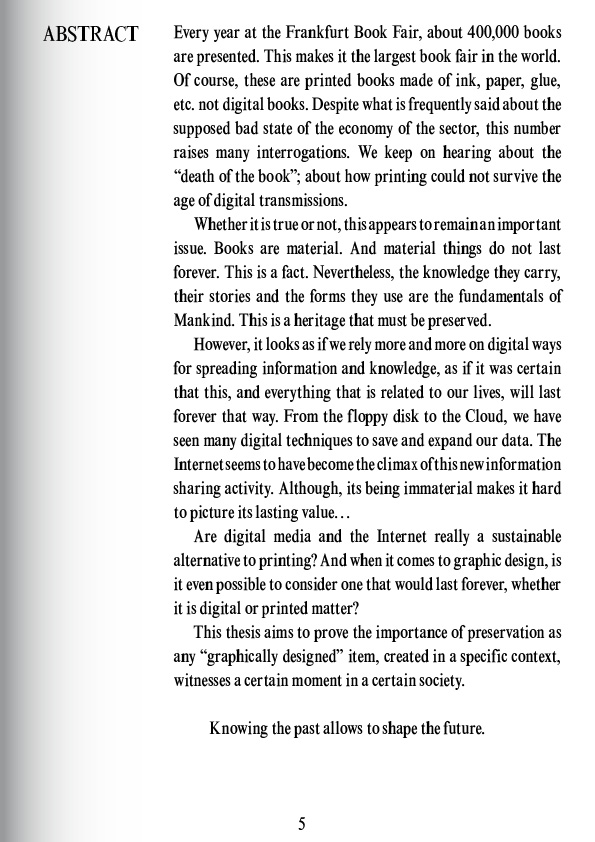 ABSTRACT
Every year at the Frankfurt Book Fair, about 400,000 books
are presented. This makes it the largest book fair in the world.
Of course, these are printed books made of ink, paper, glue,
etc. not digital books. Despite what is frequently said about the
supposed bad state of the economy of the sector, this number
raises many interrogations. We keep on hearing about the
“death of the book”; about how printing could not survive the
age of digital transmissions.
Whether it is true or not, this appears to remain an important
issue. Books are material. And material things do not last
forever. This is a fact. Nevertheless, the knowledge they carry,
their stories and the forms they use are the fundamentals of
Mankind. This is a heritage that must be preserved.
However, it looks as if we rely more and more on digital ways
for spreading information and knowledge, as if it was certain
that this, and everything that is related to our lives, will last
forever that way. From the floppy disk to the Cloud, we have
seen many digital techniques to save and expand our data. The
Internet seems to have become the climax of this new information
sharing activity. Although, its being immaterial makes it hard
to picture its lasting value…
Are digital media and the Internet really a sustainable
alternative to printing? And when it comes to graphic design, is
it even possible to consider one that would last forever, whether
it is digital or printed matter?
This thesis aims to prove the importance of preservation as
any “graphically designed” item, created in a specific context,
witnesses a certain moment in a certain society.
Knowing the past allows to shape the future.
5